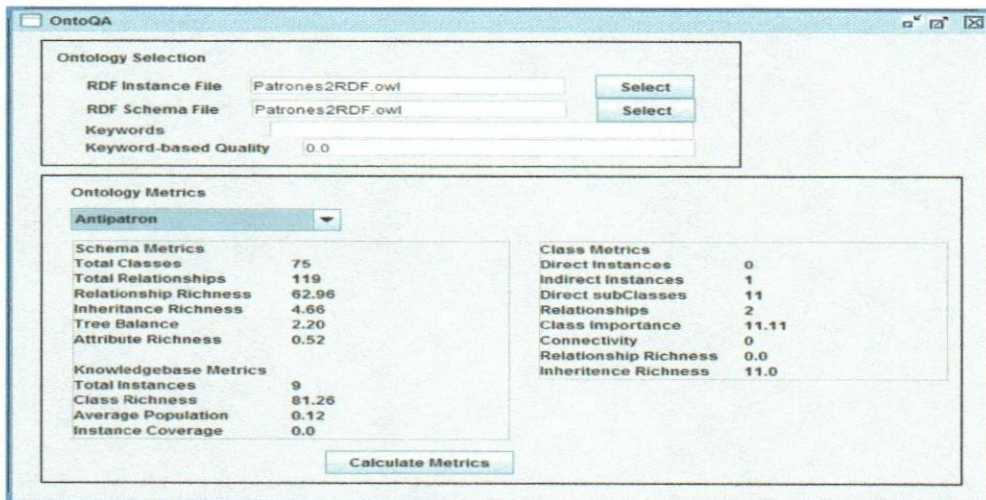 OntoQA
Ontology Selection
RDF Instance File Patrones2RDF.owl Select
RDF Schema File Patrones2RDF.owl Select
Keywords
Keyword-based Quality 0.0
Ontology Metrics
Antipatron
Schema Metrics
Total Classes 75
Total Relationships 119
Relationship Richness 62.96
Inheritance Richness 4.66
Tree Balance 2.20
Attribute Richness 0.52
Knowledgebase Metrics
Total Instances 9
Class Richness 81.26
Average Population 0.12
Instance Coverage 0.0
Class Metrics
Direct Instances 0
Indirect Instances 1
Direct subClasses 11
Relationships 2
Class Importance 11.11
Connectivity 0
Relationship Richness 0.0
Inheritence Richness 11.0
Calculate Metrics